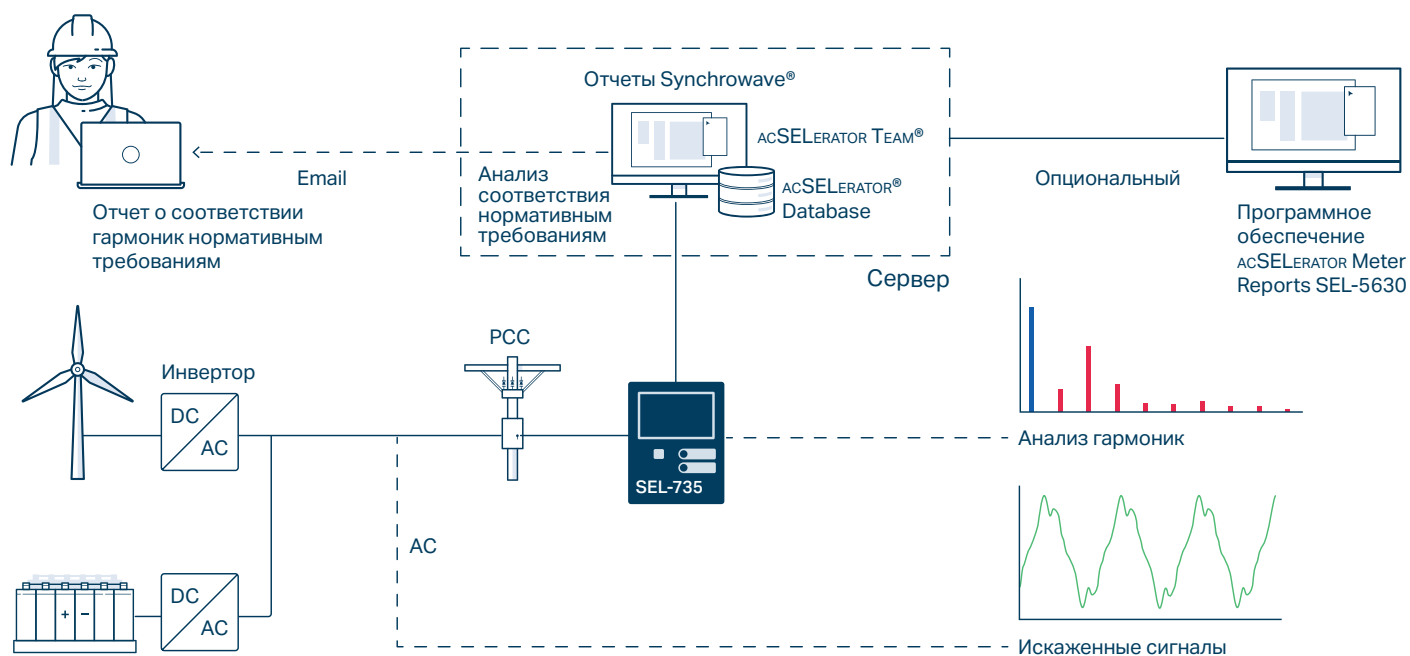 Отчеты Synchrowave®
ACSELERATOR TEAM®
ACSELERATOR®
Database
Анализ
соответствия
нормативным
требованиям
Сервер
Email
Отчет о соответствии
гармоник нормативным
требованиям
Опциональный
Программное
обеспечение
ACSELERATOR Meter
Reports SEL-5630
Инвертор
DC
AC
PCC
SEL-735
Анализ гармоник
AC
DC
AC
+ −
Искаженные сигналы